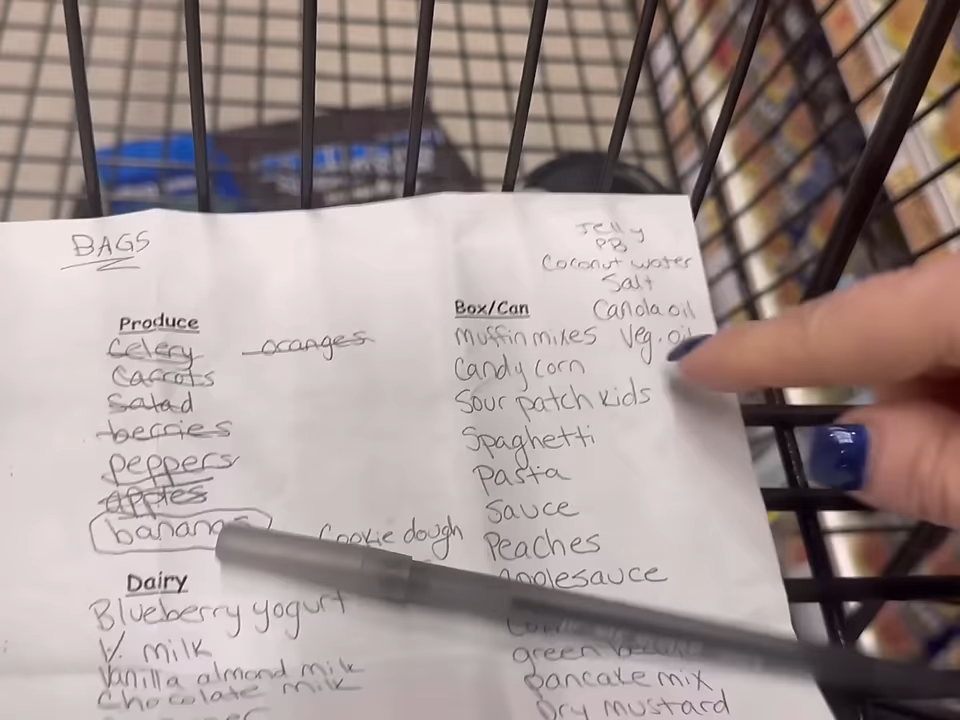 BAGS
Jelly
PB
Coconut water
Salt
Canola oil
Veg. oil
Produce
Celery oranges
Carrots
Salad
berries
peppers
apples
bananas
Cookie dough
Dairy
Blueberry yogurt
1% milk
Vanilla almond milk
Chocolate milk
Box/Can
Muffin mixes
Candy corn
Sour patch kids
Spaghetti
Pasta
Sauce
Peaches
Applesauce
green
pancake mix
Dry mustard